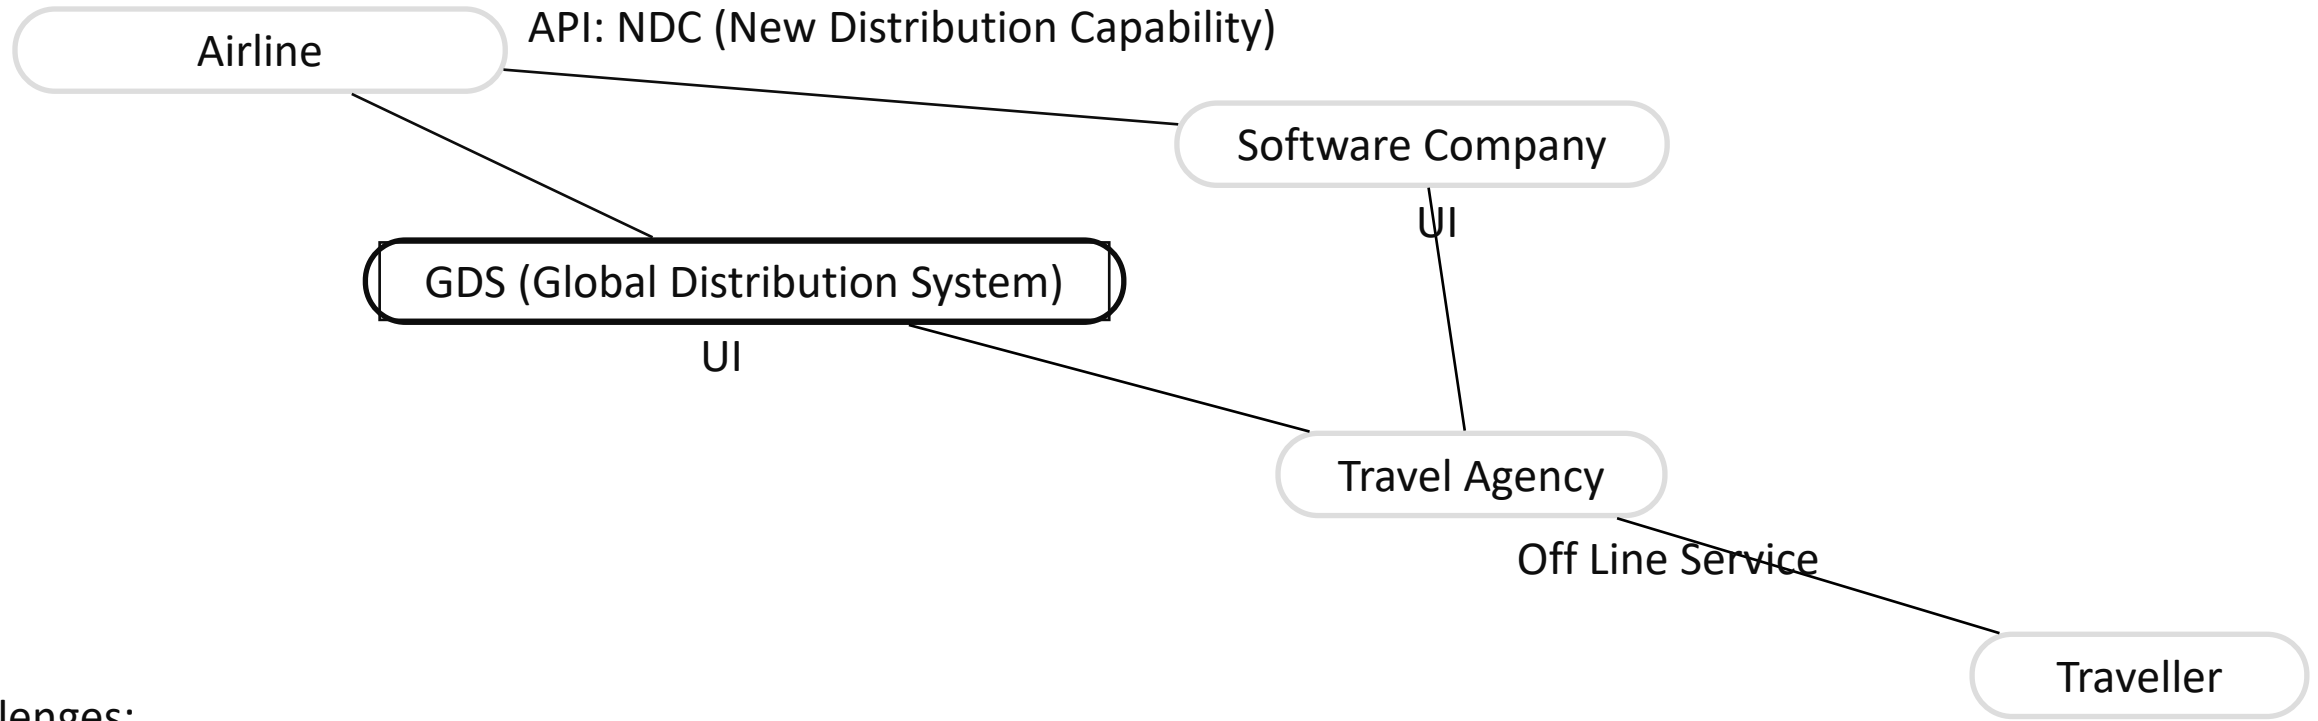 API: NDC (New Distribution Capability)
Airline
Software Company
UI
GDS (Global Distribution System)
UI
Travel Agency
Off Line Service
Traveller